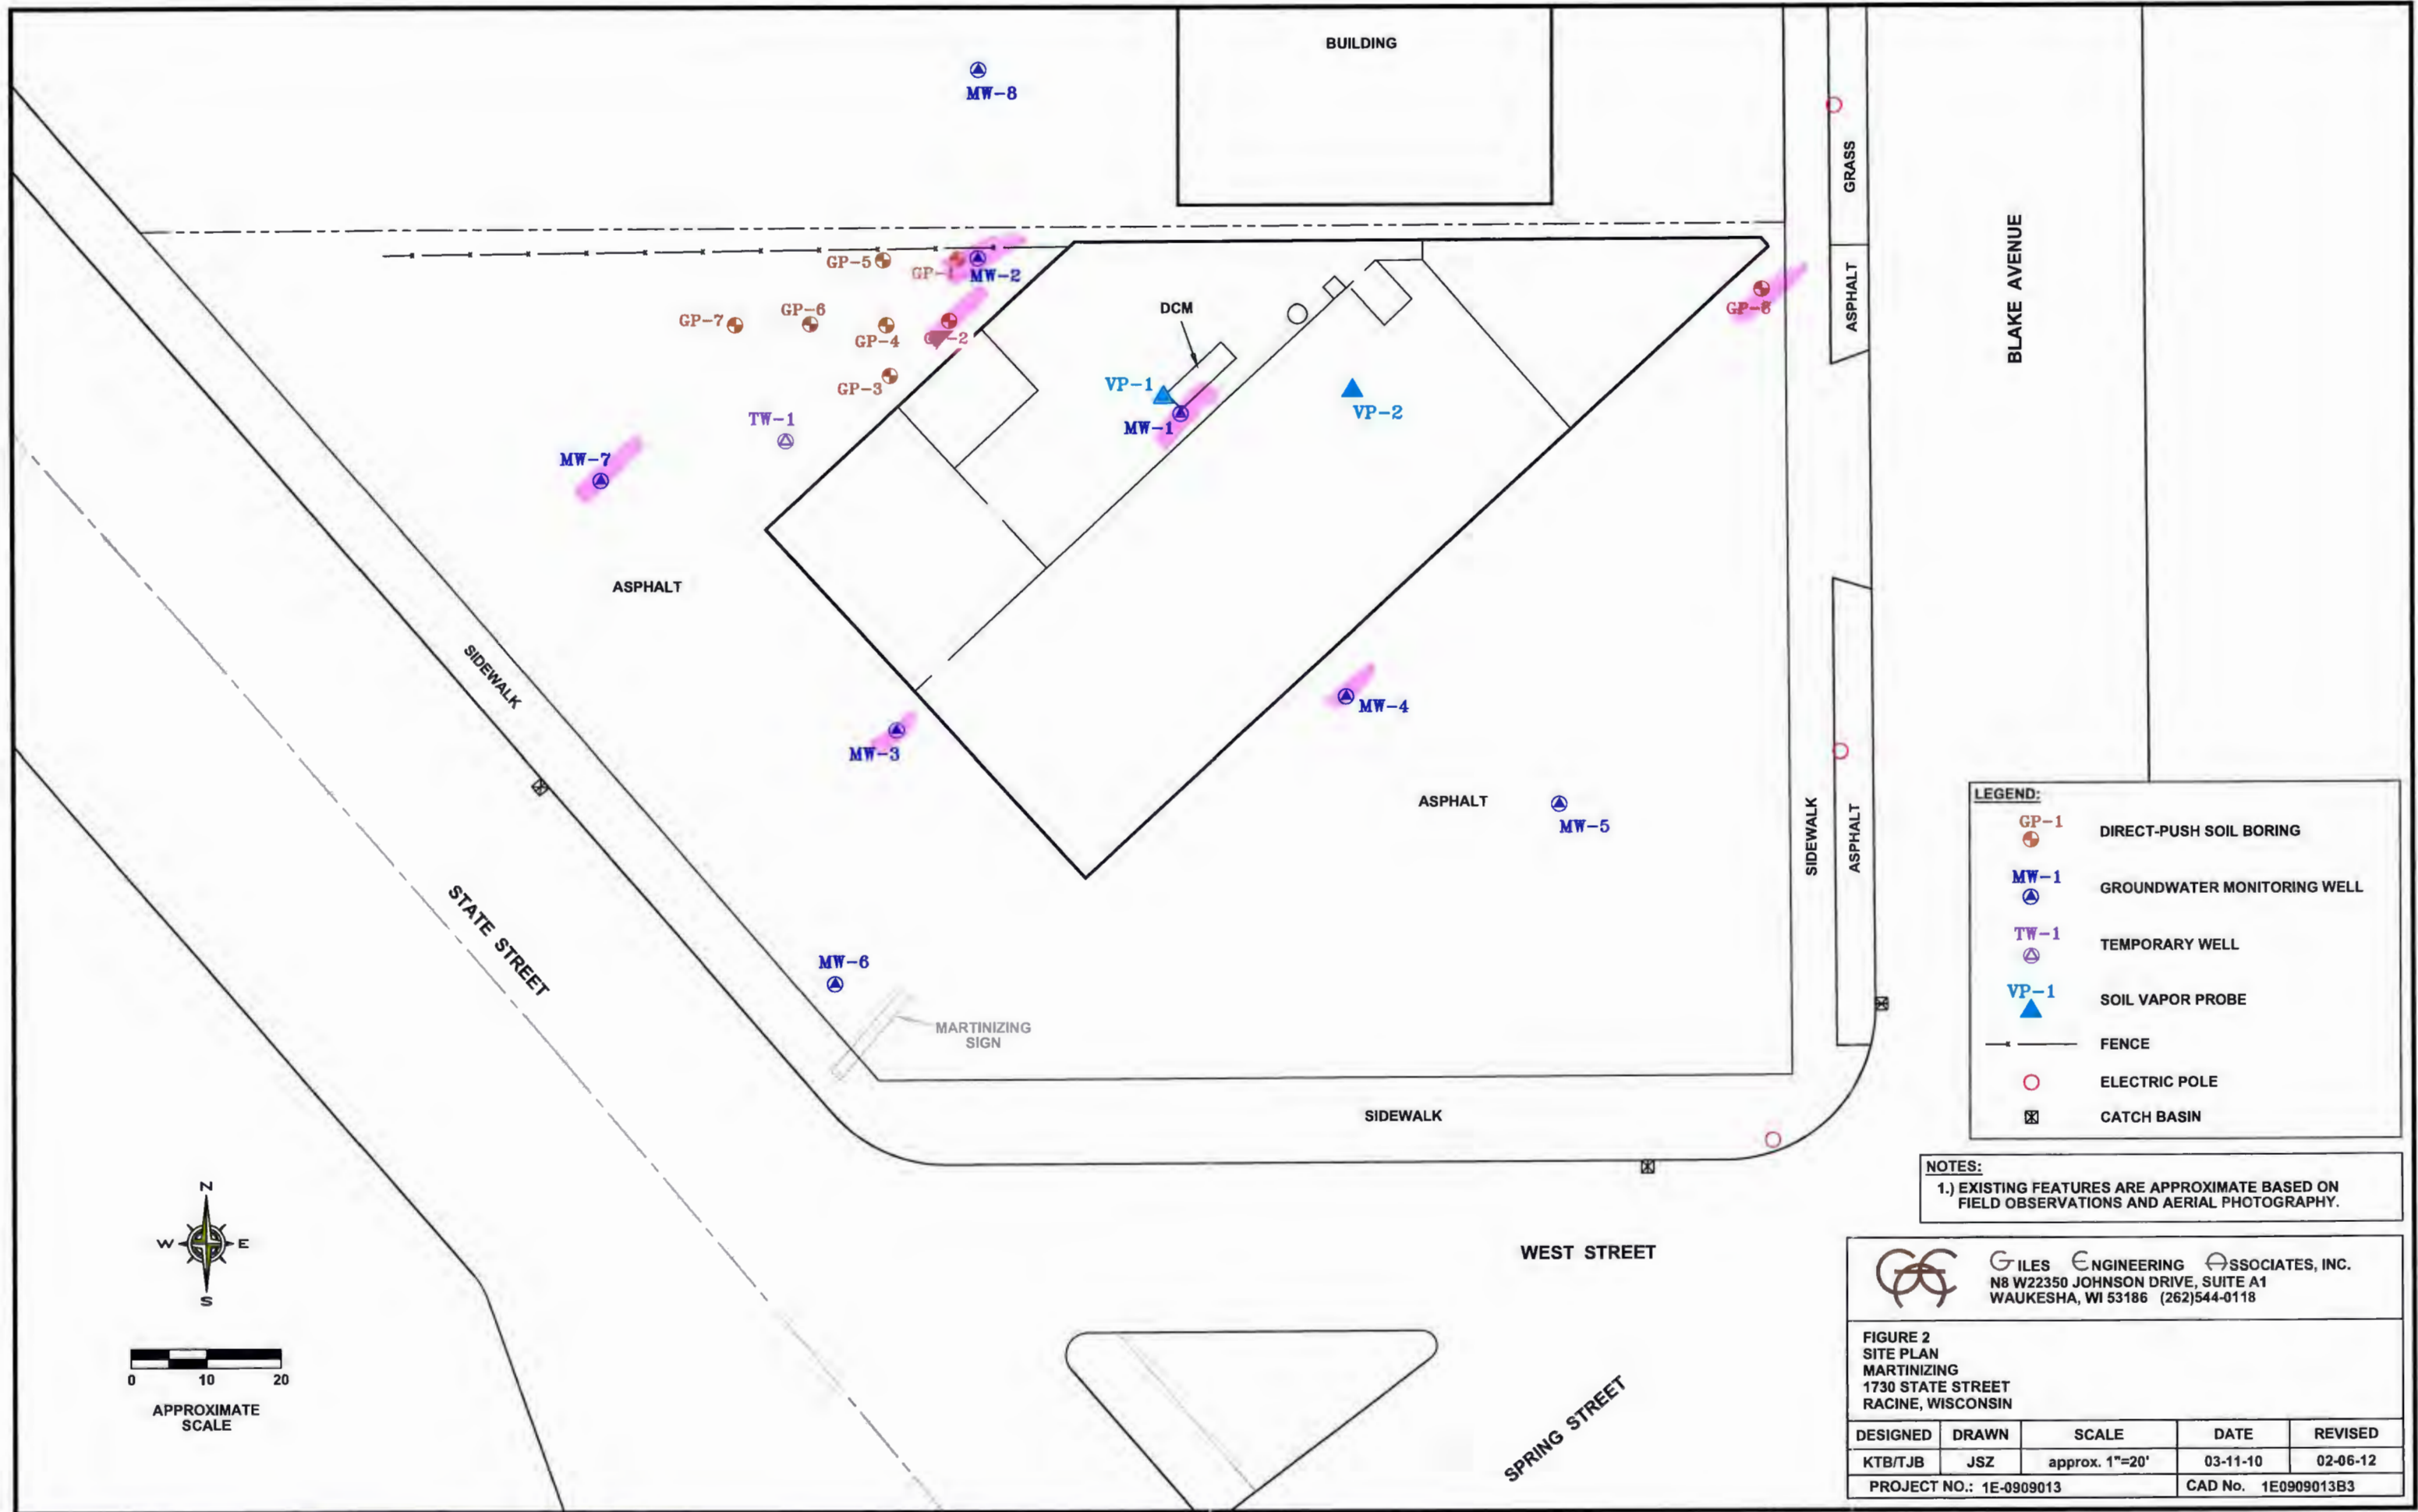 BUILDING
MW-8
GRASS
BLAKE AVENUE
GP-5
GP-1
MW-2
ASPHALT
GP-8
GP-7
GP-6
GP-4
DCM
GP-3
VP-1
VP-2
TW-1
MW-1
MW-7
ASPHALT
SIDEWALK
MW-4
MW-3
ASPHALT
MW-5
SIDEWALK
ASPHALT
STATE STREET
MW-6
MARTINIZING
SIGN
SIDEWALK
WEST STREET
SPRING STREET
N
W
E
S
0 10 20
APPROXIMATE
SCALE
LEGEND:
GP-1
DIRECT-PUSH SOIL BORING
MW-1
GROUNDWATER MONITORING WELL
TW-1
TEMPORARY WELL
VP-1
SOIL VAPOR PROBE
FENCE
ELECTRIC POLE
CATCH BASIN
NOTES:
1.) EXISTING FEATURES ARE APPROXIMATE BASED ON
FIELD OBSERVATIONS AND AERIAL PHOTOGRAPHY.
GILES ENGINEERING ASSOCIATES, INC.
N8 W22350 JOHNSON DRIVE, SUITE A1
WAUKESHA, WI 53186 (262)544-0118
FIGURE 2
SITE PLAN
MARTINIZING
1730 STATE STREET
RACINE, WISCONSIN
DESIGNED DRAWN SCALE DATE REVISED
KTB/TJB JSZ approx. 1"=20' 03-11-10 02-06-12
PROJECT NO.: 1E-0909013 CAD No. 1E0909013B3